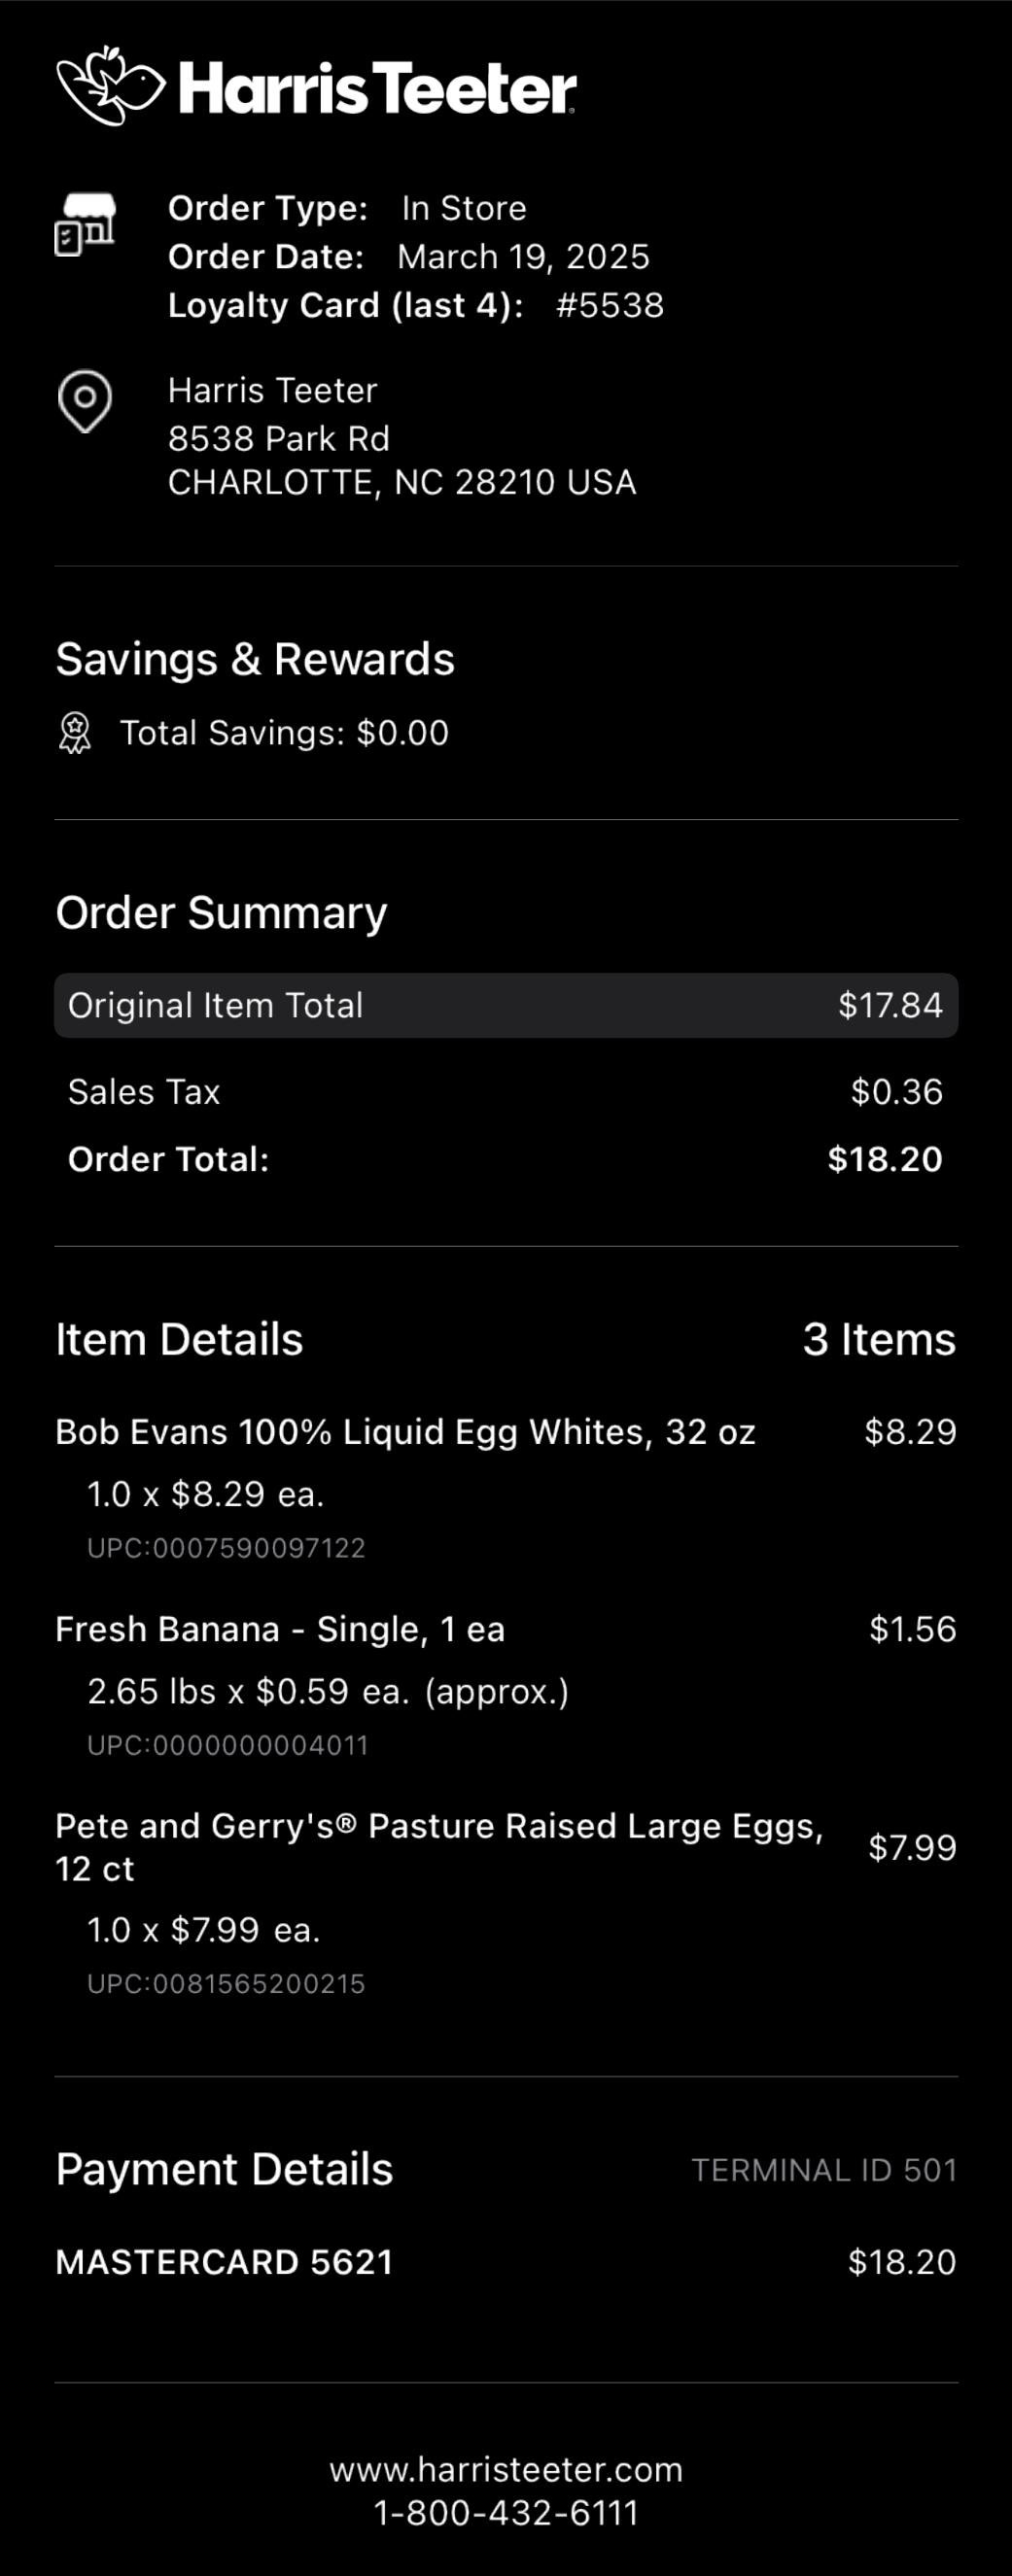 Harris Teeter
Order Type: In Store
Order Date: March 19, 2025
Loyalty Card (last 4): #5538
Harris Teeter
8538 Park Rd
CHARLOTTE, NC 28210 USA
Savings & Rewards
Total Savings: $0.00
Order Summary
Original Item Total $17.84
Sales Tax $0.36
Order Total: $18.20
Item Details 3 Items
Bob Evans 100% Liquid Egg Whites, 32 oz $8.29
1.0 x $8.29 ea.
UPC:0007590097122
Fresh Banana - Single, 1 ea $1.56
2.65 lbs x $0.59 ea. (approx.)
UPC:0000000004011
Pete and Gerry's® Pasture Raised Large Eggs,
12 ct $7.99
1.0 x $7.99 ea.
UPC:0081565200215
Payment Details TERMINAL ID 501
MASTERCARD 5621 $18.20
www.harristeeter.com
1-800-432-6111